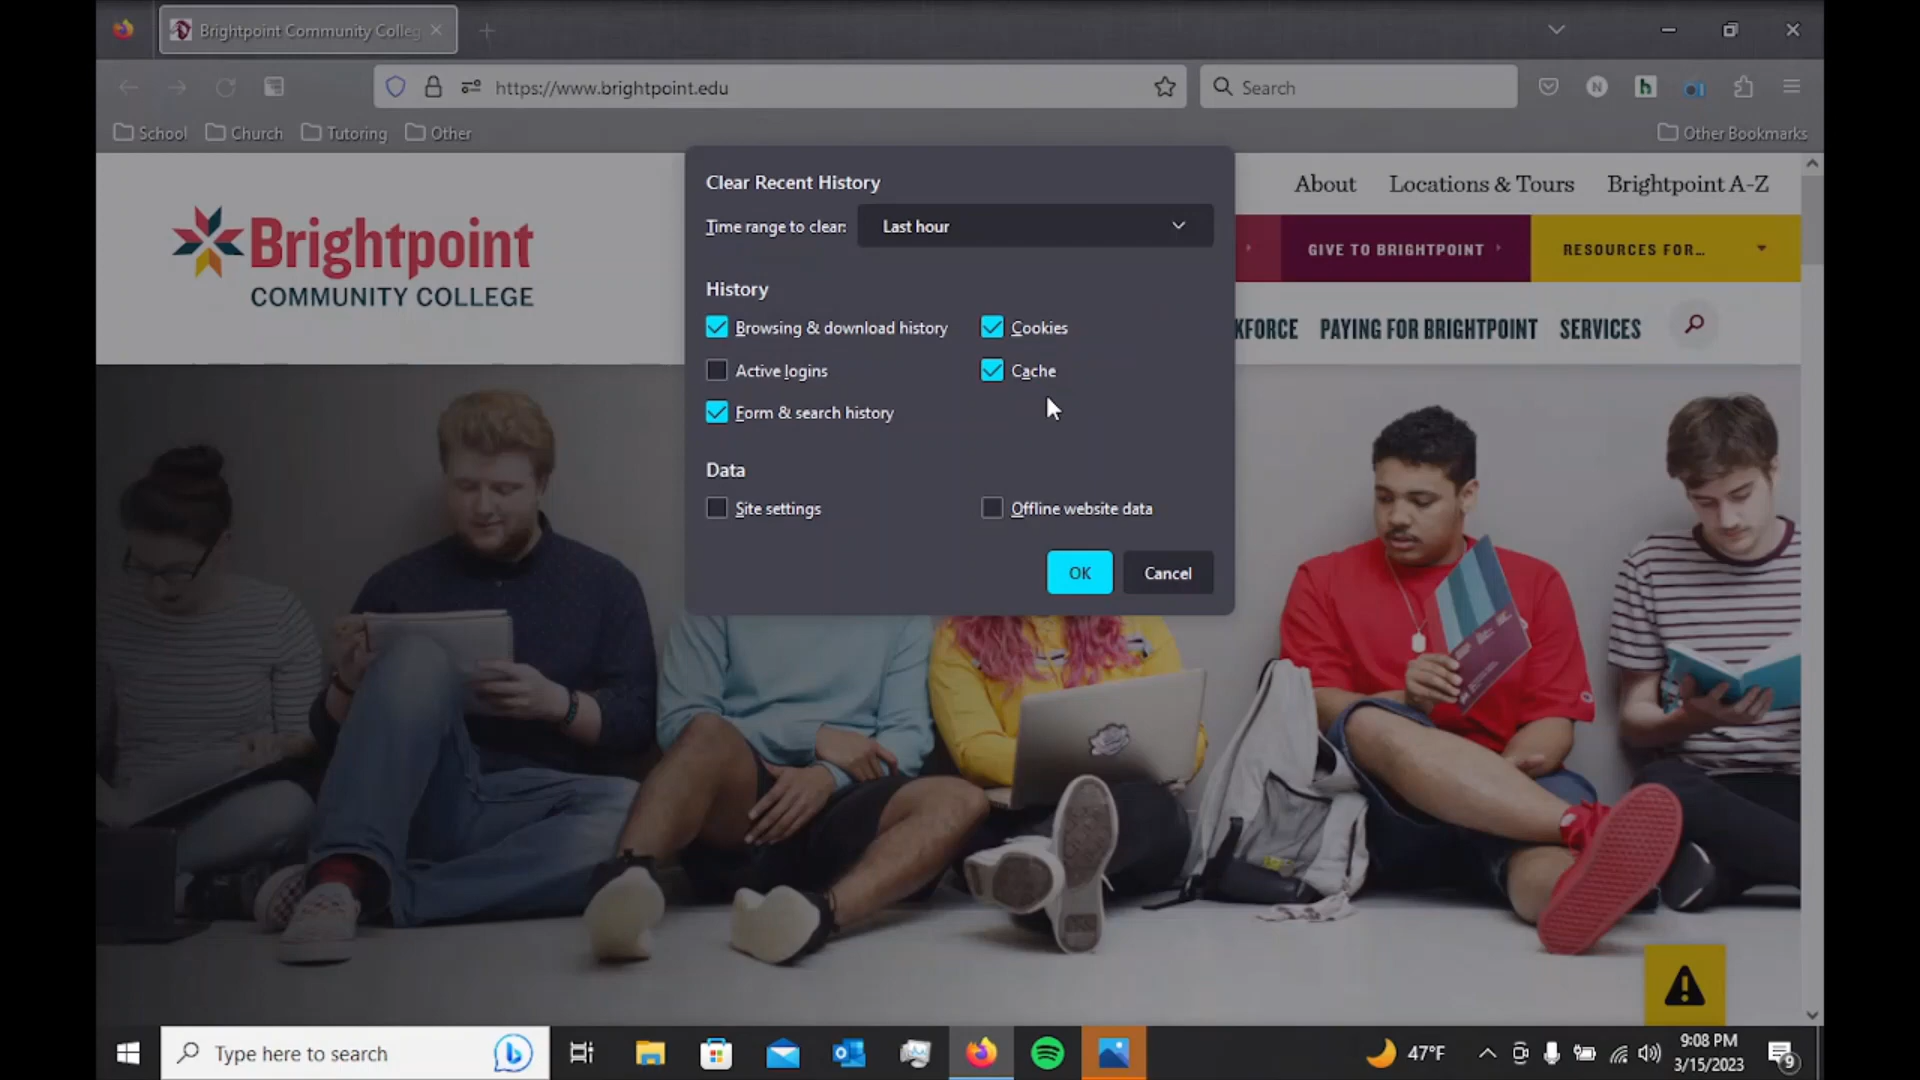 Brightpoint Community Colleg
https://www.brightpoint.edu
Search
School Church Tutoring Other Other Bookmarks
Brightpoint
COMMUNITY COLLEGE
About Locations & Tours Brightpoint A-Z
GIVE TO BRIGHTPOINT RESOURCES FOR...
KFORCE PAYING FOR BRIGHTPOINT SERVICES
Clear Recent History
Time range to clear: Last hour
History
Browsing & download history Cookies
Active logins Cache
Form & search history
Data
Site settings Offline website data
OK Cancel
Type here to search
47°F
9:08 PM
3/15/2023
9